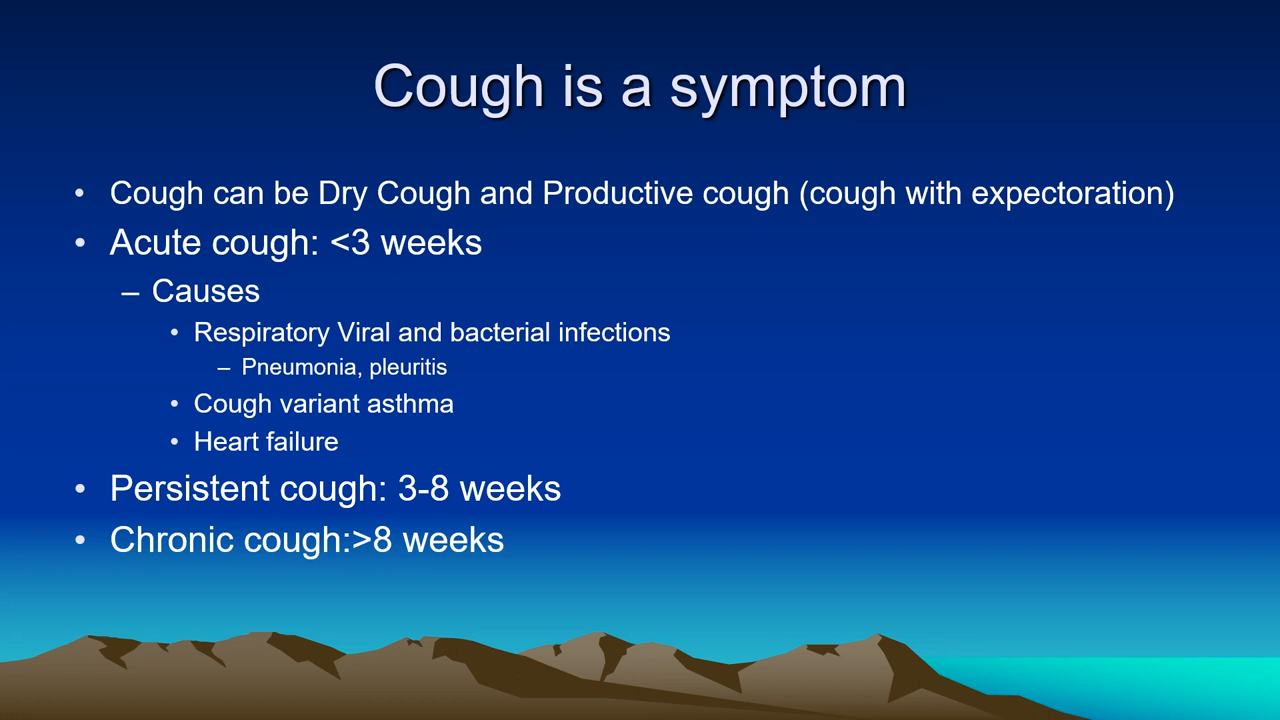 Cough is a symptom
• Cough can be Dry Cough and Productive cough (cough with expectoration)
• Acute cough: <3 weeks
– Causes
• Respiratory Viral and bacterial infections
– Pneumonia, pleuritis
• Cough variant asthma
• Heart failure
• Persistent cough: 3-8 weeks
• Chronic cough:>8 weeks